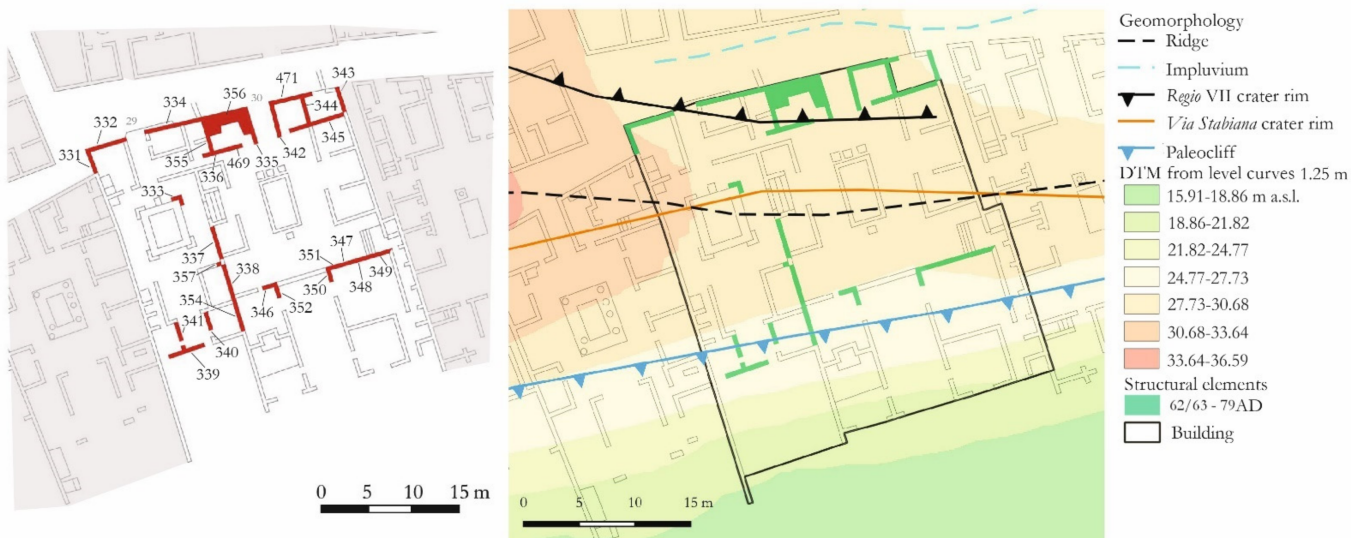 343
471
344
345
356
30
334
29
332
331
355
336
469
335
342
333
337
357
338
354
341
340
339
351
347
350
349
348
346
352
0 5 10 15 m
0 5 10 15 m
Geomorphology
Ridge
Impluvium
Regio VII crater rim
Via Stabiana crater rim
Paleocliff
DTM from level curves 1.25 m
15.91-18.86 m a.s.l.
18.86-21.82
21.82-24.77
24.77-27.73
27.73-30.68
30.68-33.64
33.64-36.59
Structural elements
62/63 - 79AD
Building